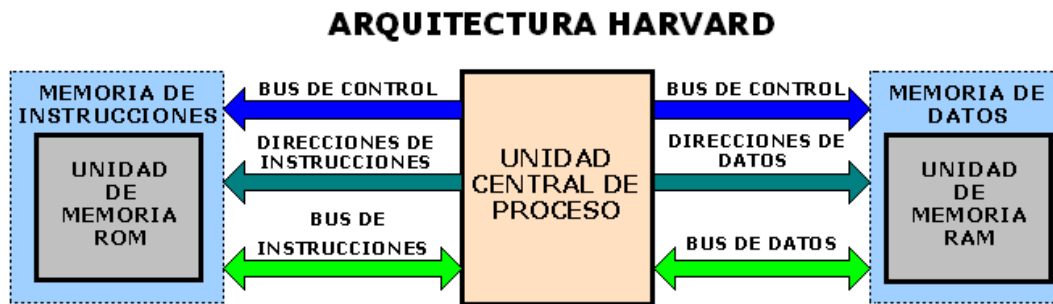 ARQUITECTURA HARVARD
MEMORIA DE
INSTRUCCIONES
UNIDAD
DE
MEMORIA
ROM
BUS DE CONTROL
DIRECCIONES DE
INSTRUCCIONES
BUS DE
INSTRUCCIONES
UNIDAD
CENTRAL DE
PROCESO
BUS DE CONTROL
DIRECCIONES DE
DATOS
BUS DE DATOS
MEMORIA DE
DATOS
UNIDAD
DE
MEMORIA
RAM